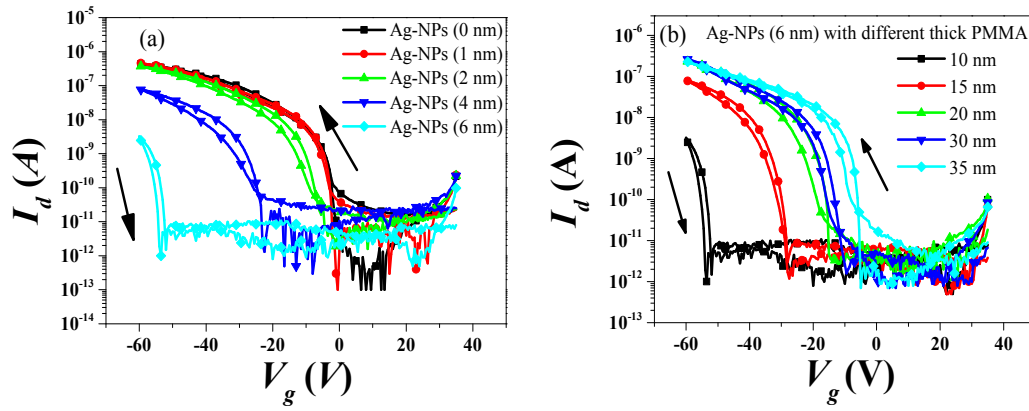 (a)
Ag-NPs (0 nm)
Ag-NPs (1 nm)
Ag-NPs (2 nm)
Ag-NPs (4 nm)
Ag-NPs (6 nm)
10⁻⁵
10⁻⁶
10⁻⁷
10⁻⁸
10⁻⁹
10⁻¹⁰
10⁻¹¹
10⁻¹²
10⁻¹³
10⁻¹⁴
I_d (A)
-60 -40 -20 0 20 40
V_g (V)
(b) Ag-NPs (6 nm) with different thick PMMA
10 nm
15 nm
20 nm
30 nm
35 nm
10⁻⁶
10⁻⁷
10⁻⁸
10⁻⁹
10⁻¹⁰
10⁻¹¹
10⁻¹²
10⁻¹³
I_d (A)
-60 -40 -20 0 20 40
V_g (V)